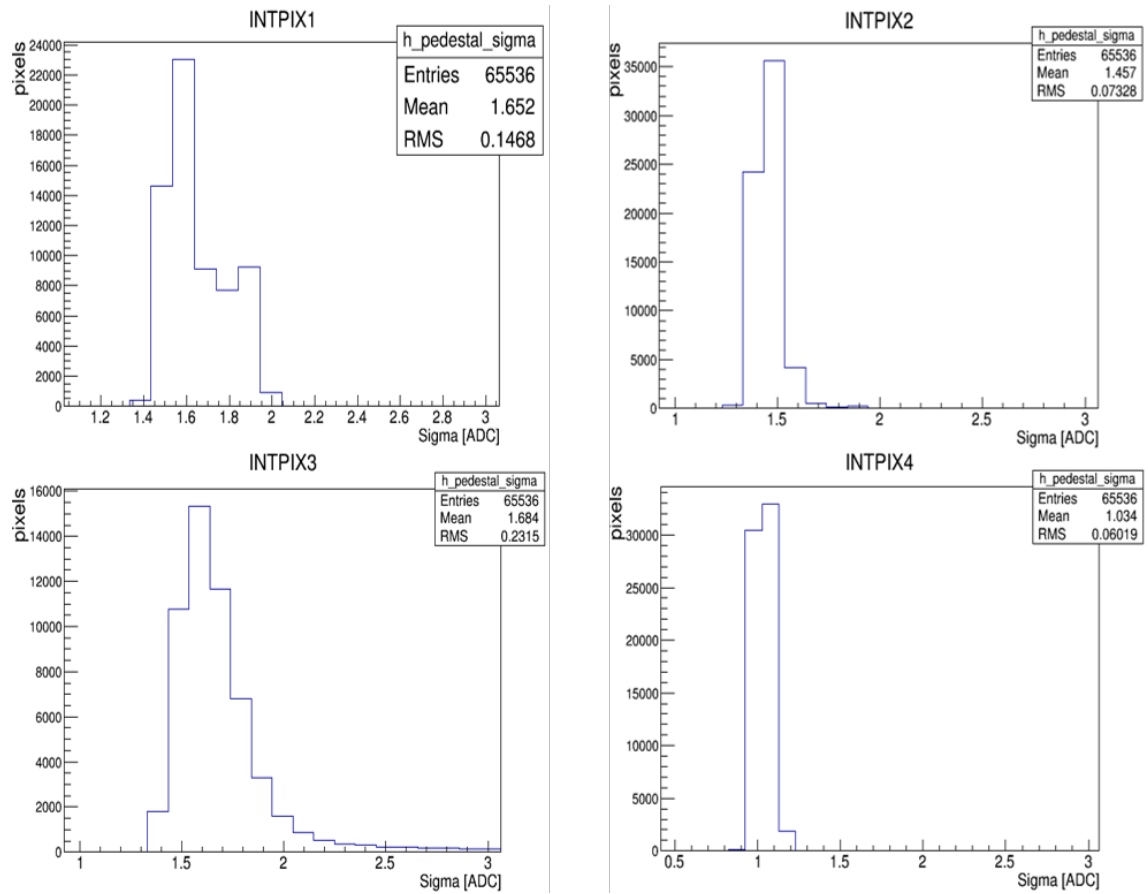 INTPIX1
pixels
h_pedestal_sigma
Entries 65536
Mean 1.652
RMS 0.1468
24000
22000
20000
18000
16000
14000
12000
10000
8000
6000
4000
2000
0
1.2 1.4 1.6 1.8 2 2.2 2.4 2.6 2.8 3
Sigma [ADC]
INTPIX2
pixels
h_pedestal_sigma
Entries 65536
Mean 1.457
RMS 0.07328
35000
30000
25000
20000
15000
10000
5000
0
1 1.5 2 2.5 3
Sigma [ADC]
INTPIX3
pixels
h_pedestal_sigma
Entries 65536
Mean 1.684
RMS 0.2315
16000
14000
12000
10000
8000
6000
4000
2000
0
1 1.5 2 2.5 3
Sigma [ADC]
INTPIX4
pixels
h_pedestal_sigma
Entries 65536
Mean 1.034
RMS 0.06019
30000
25000
20000
15000
10000
5000
0
0.5 1 1.5 2 2.5 3
Sigma [ADC]